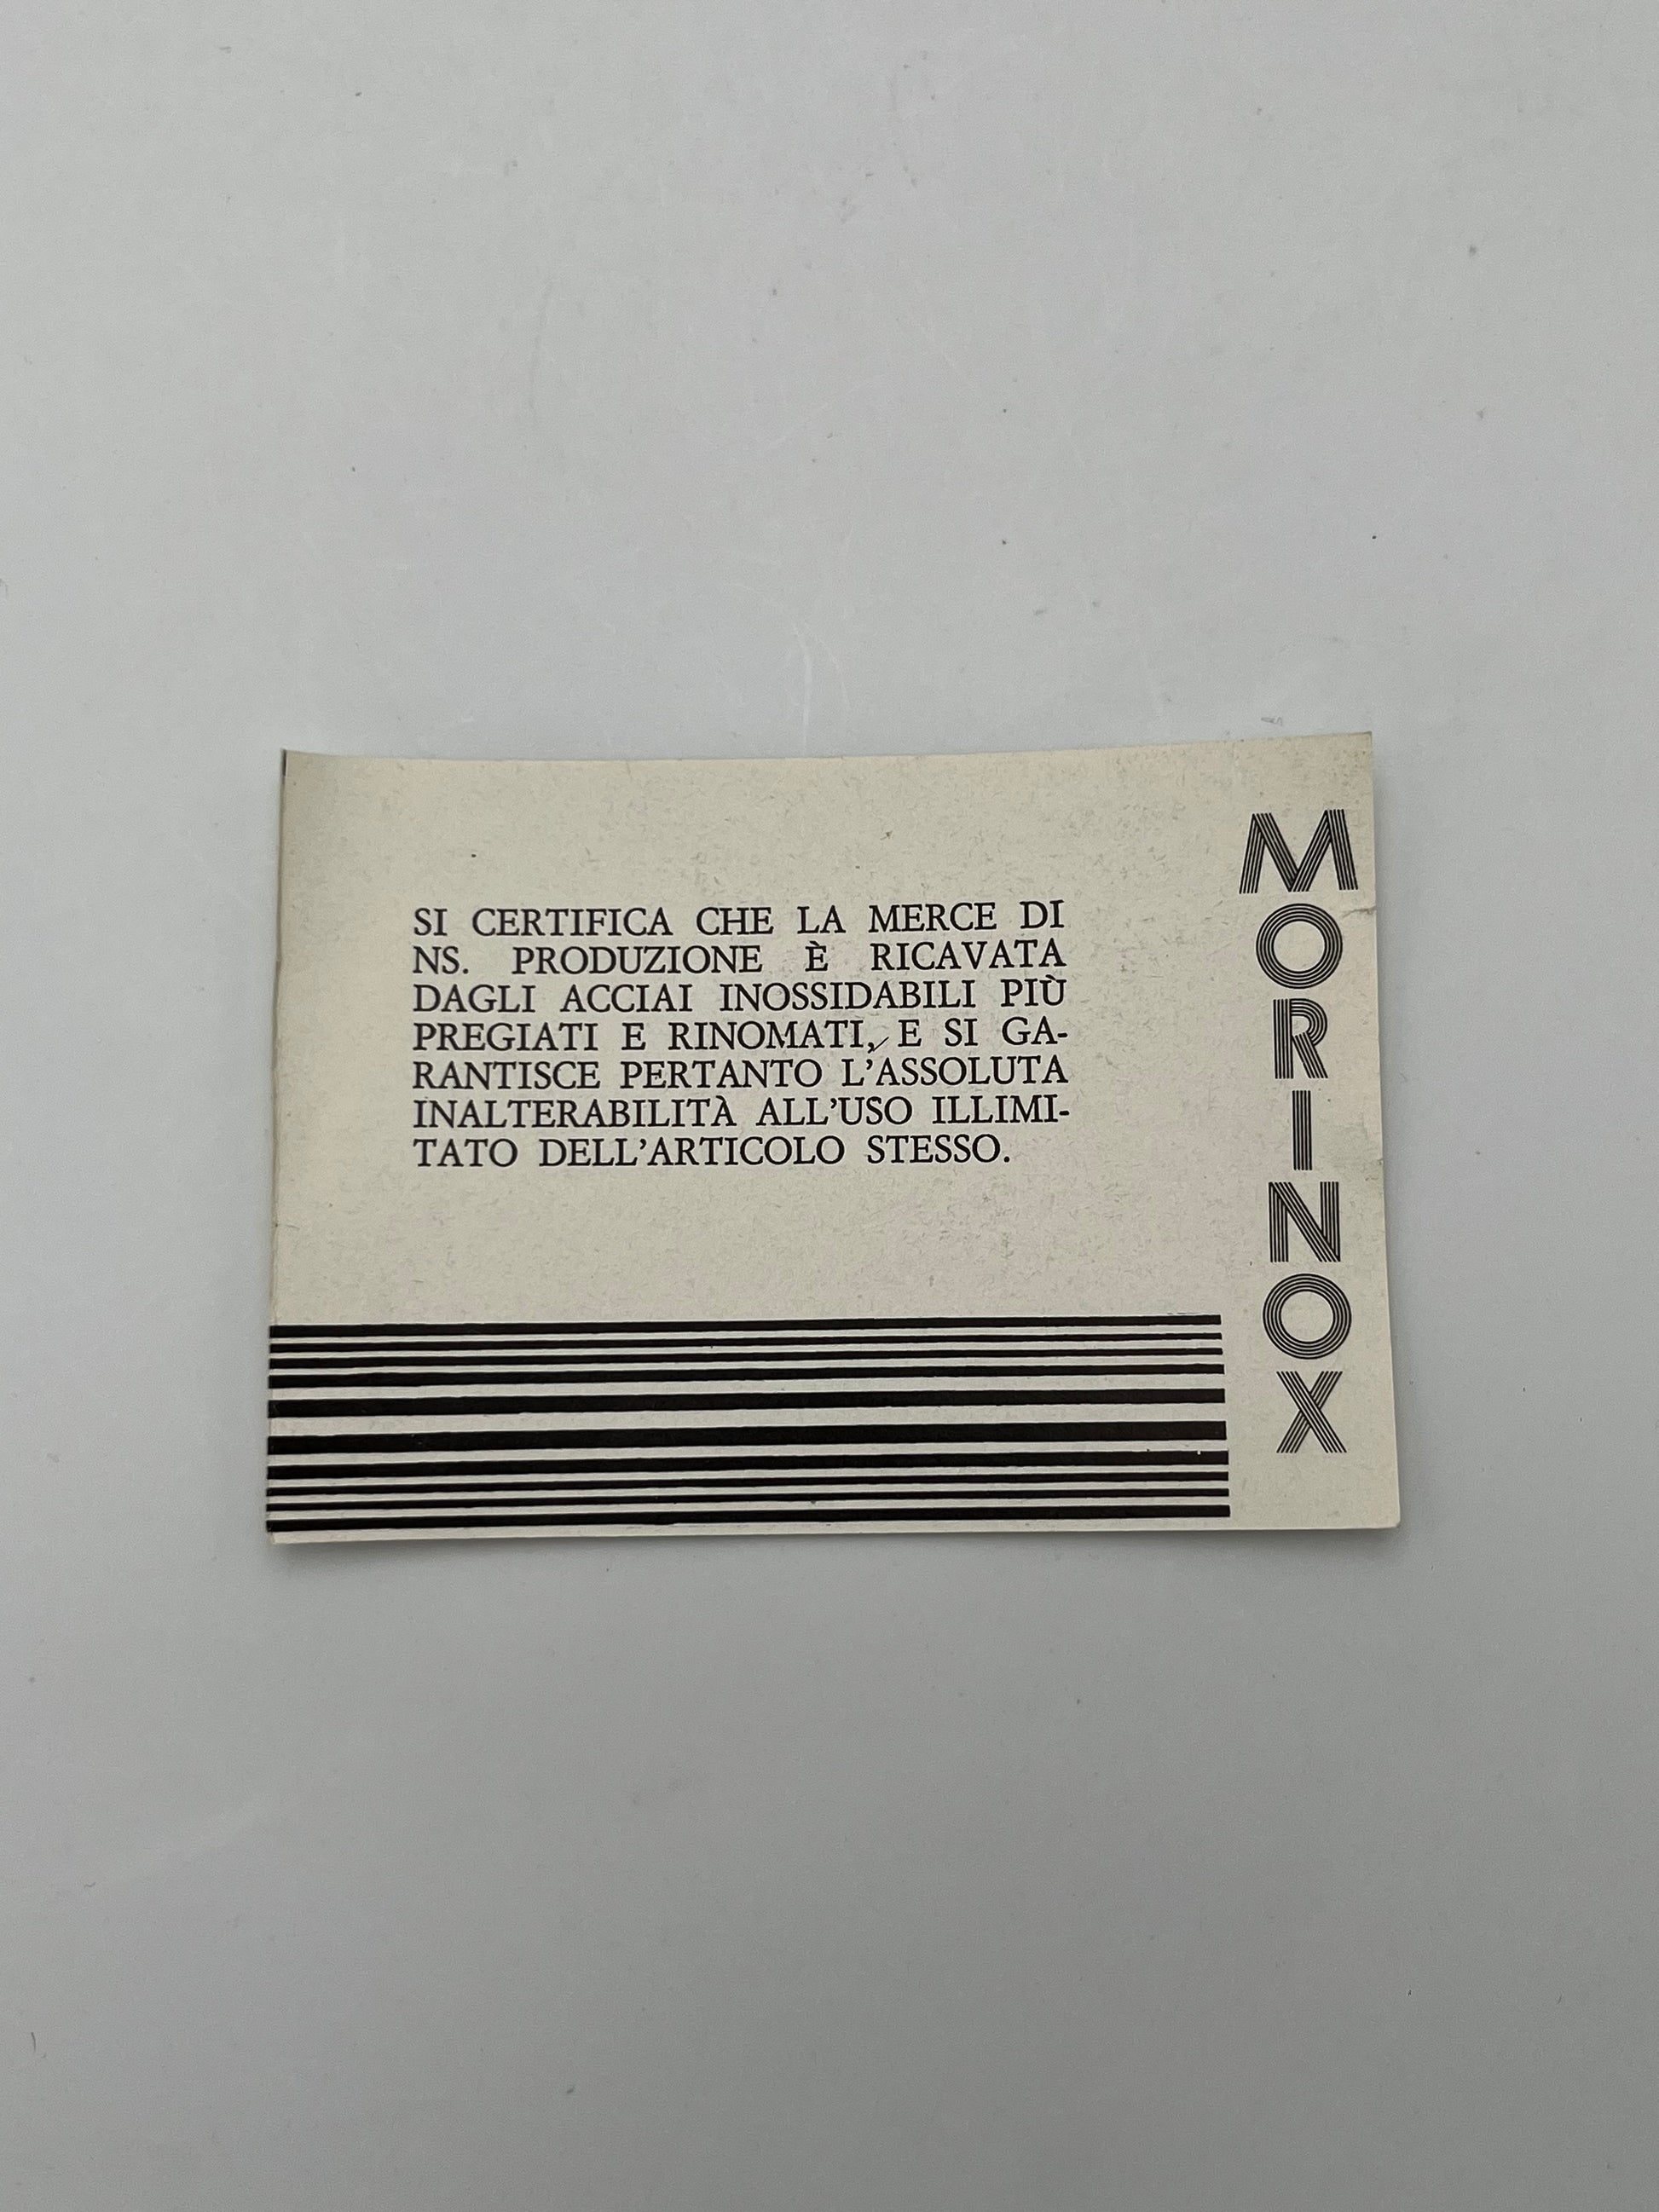 SI CERTIFICA CHE LA MERCE DI
NS. PRODUZIONE È RICAVATA
DAGLI ACCIAI INOSSIDABILI PIÙ
PREGIATI E RINOMATI, E SI GA-
RANTISCE PERTANTO L'ASSOLUTA
INALTERABILITÀ ALL'USO ILLIMI-
TATO DELL'ARTICOLO STESSO.
MORINOX